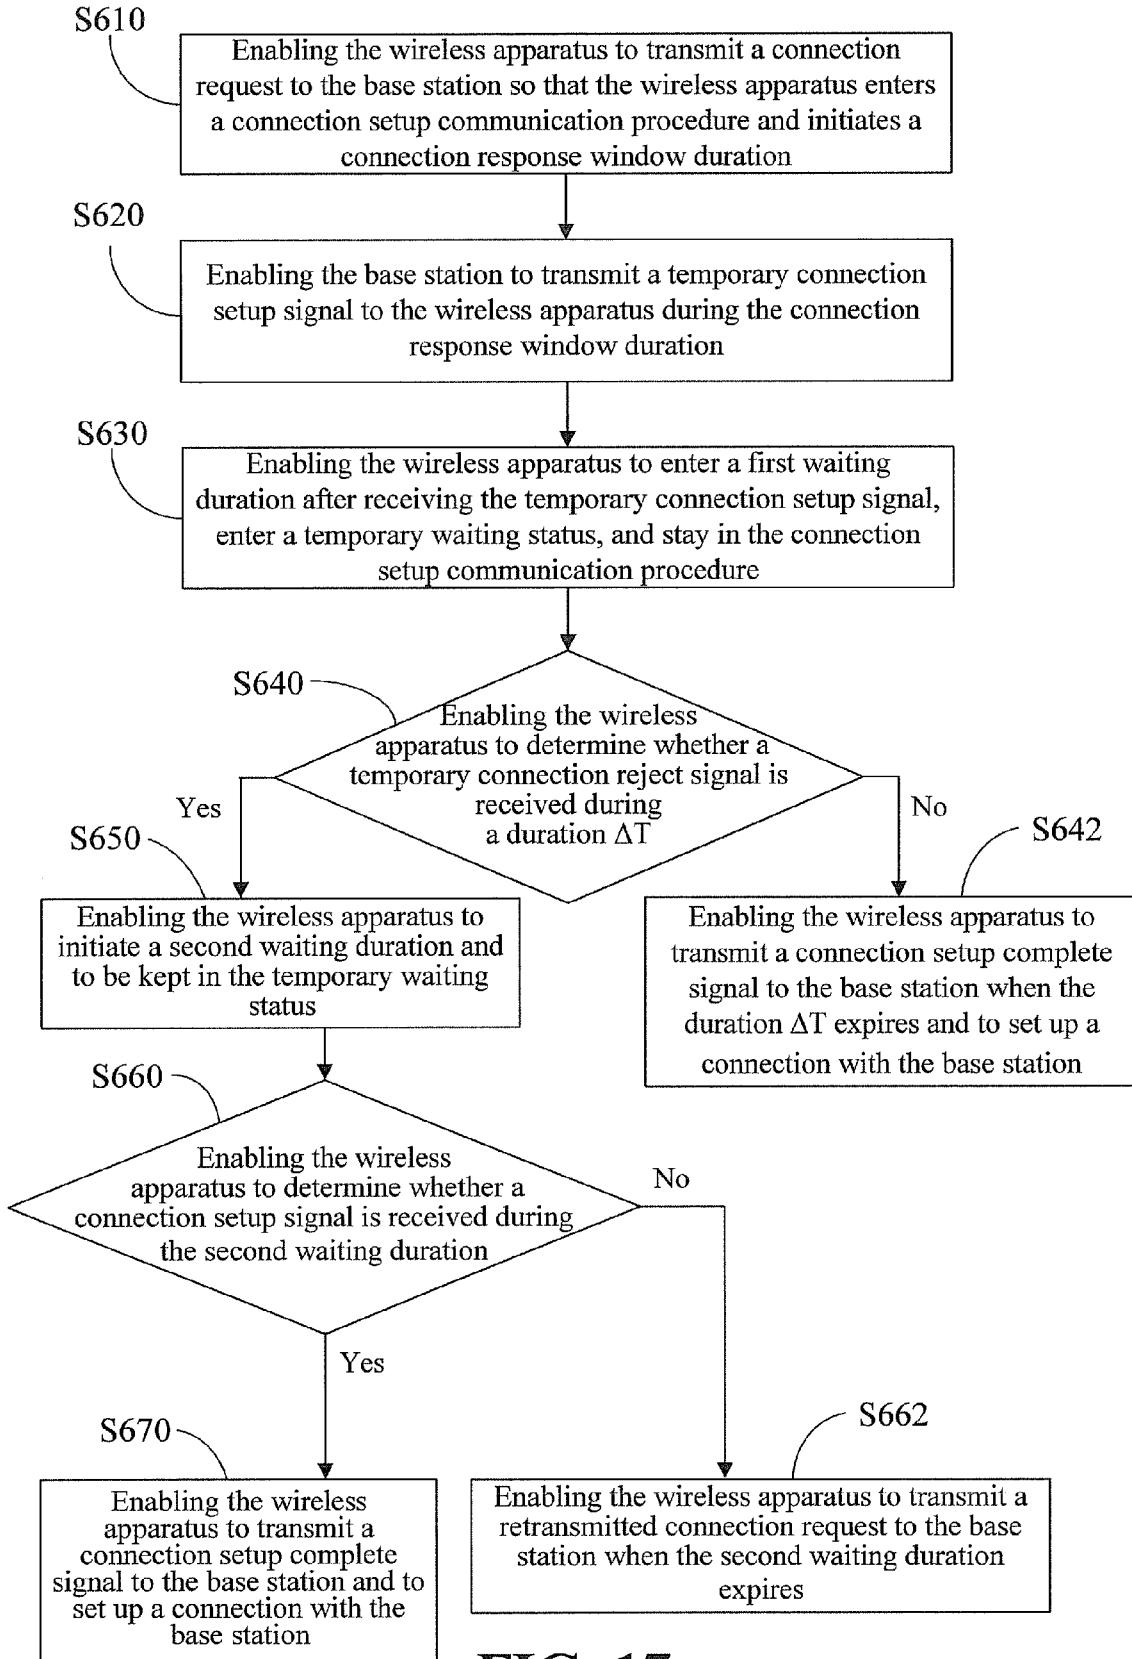 S610
Enabling the wireless apparatus to transmit a connection
request to the base station so that the wireless apparatus enters
a connection setup communication procedure and initiates a
connection response window duration
S620
Enabling the base station to transmit a temporary connection
setup signal to the wireless apparatus during the connection
response window duration
S630
Enabling the wireless apparatus to enter a first waiting
duration after receiving the temporary connection setup signal,
enter a temporary waiting status, and stay in the connection
setup communication procedure
S640
Enabling the wireless
apparatus to determine whether a
temporary connection reject signal is
received during
a duration ΔT
Yes
No
S650
Enabling the wireless apparatus to
initiate a second waiting duration and
to be kept in the temporary waiting
status
S642
Enabling the wireless apparatus to
transmit a connection setup complete
signal to the base station when the
duration ΔT expires and to set up a
connection with the base station
S660
Enabling the wireless
apparatus to determine whether a
connection setup signal is received during
the second waiting duration
No
Yes
S670
Enabling the wireless
apparatus to transmit a
connection setup complete
signal to the base station and to
set up a connection with the
base station
S662
Enabling the wireless apparatus to transmit a
retransmitted connection request to the base
station when the second waiting duration
expires